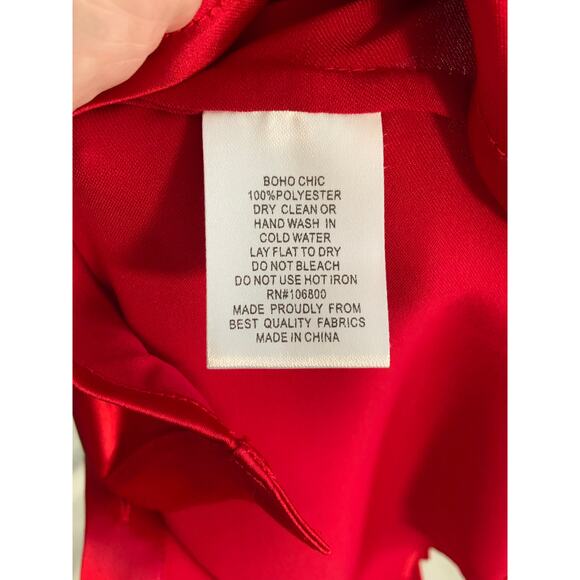 BOHO CHIC
100%POLYESTER
DRY CLEAN OR
HAND WASH IN
COLD WATER
LAY FLAT TO DRY
DO NOT BLEACH
DO NOT USE HOT IRON
RN#106800
MADE PROUDLY FROM
BEST QUALITY FABRICS
MADE IN CHINA